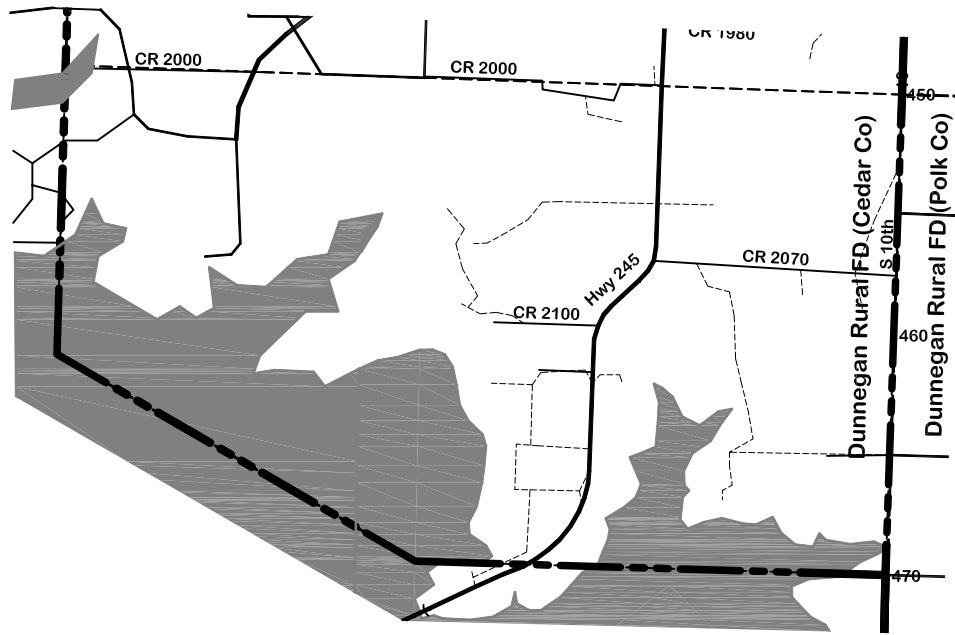 CR 1980
CR 2000
CR 2000
450
Dunnegan Rural FD (Cedar Co)
S 10th
Dunnegan Rural FD (Polk Co)
CR 2070
Hwy 245
CR 2100
460
470